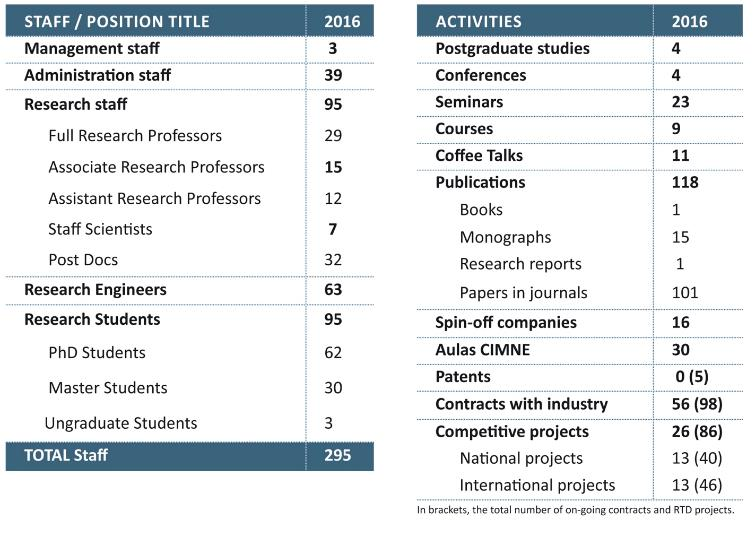 STAFF / POSITION TITLE 2016
Management staff 3
Administration staff 39
Research staff 95
Full Research Professors 29
Associate Research Professors 15
Assistant Research Professors 12
Staff Scientists 7
Post Docs 32
Research Engineers 63
Research Students 95
PhD Students 62
Master Students 30
Ungraduate Students 3
TOTAL Staff 295
ACTIVITIES 2016
Postgraduate studies 4
Conferences 4
Seminars 23
Courses 9
Coffee Talks 11
Publications 118
Books 1
Monographs 15
Research reports 1
Papers in journals 101
Spin-off companies 16
Aulas CIMNE 30
Patents 0 (5)
Contracts with industry 56 (98)
Competitive projects 26 (86)
National projects 13 (40)
International projects 13 (46)
In brackets, the total number of on-going contracts and RTD projects.